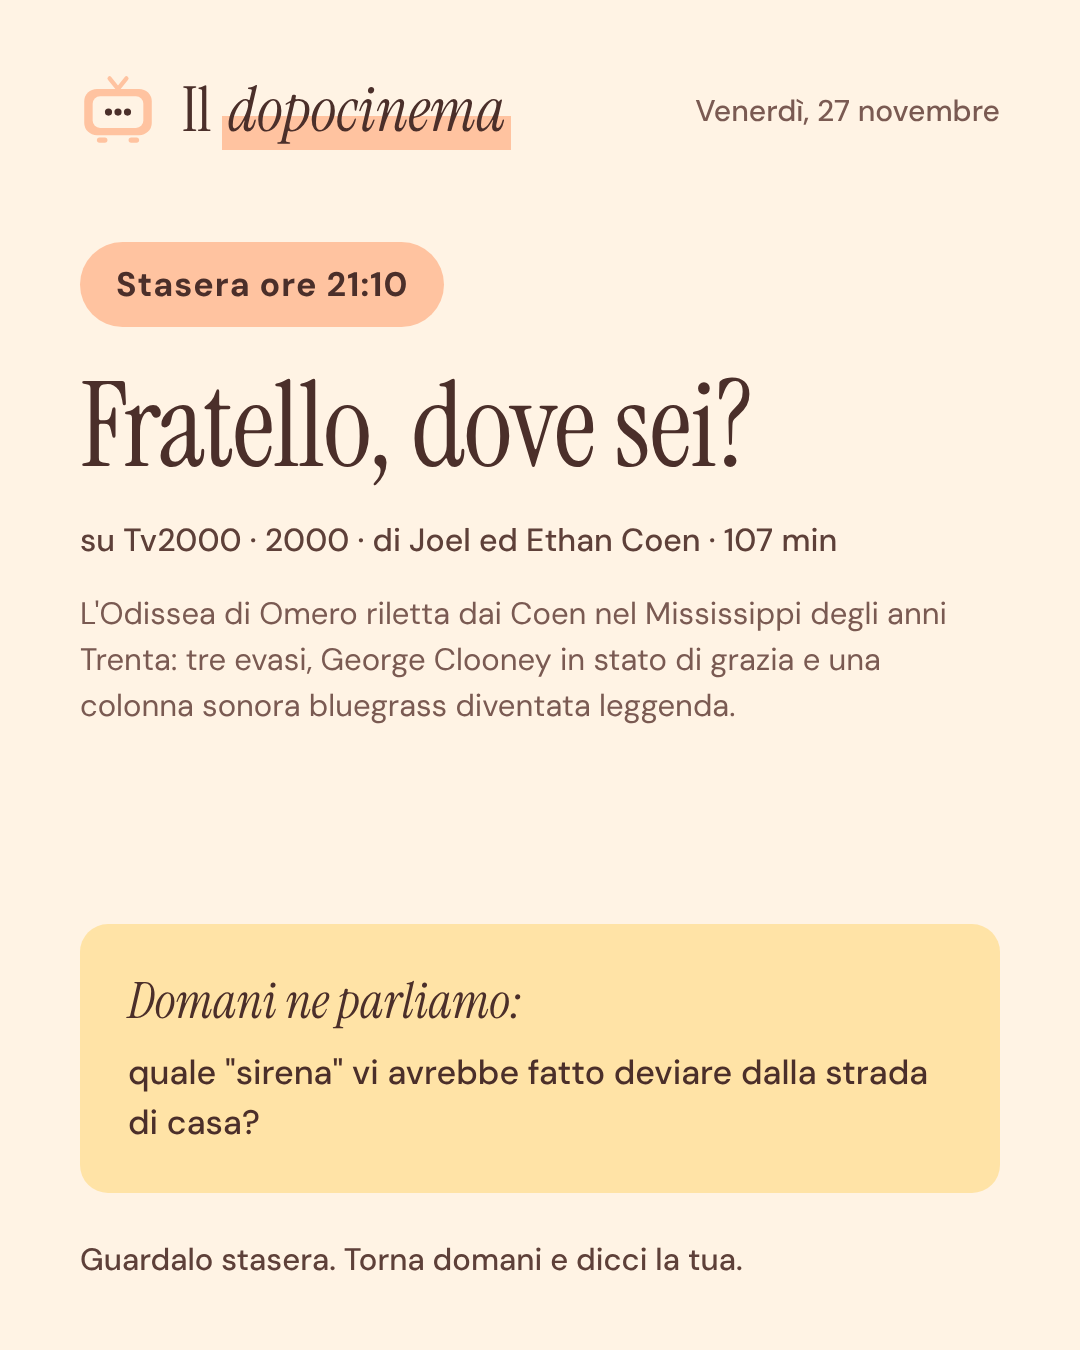 Il dopocinema
Venerdì, 27 novembre
Stasera ore 21:10
Fratello, dove sei?
su Tv2000 · 2000 · di Joel ed Ethan Coen · 107 min
L'Odissea di Omero riletta dai Coen nel Mississippi degli anni
Trenta: tre evasi, George Clooney in stato di grazia e una
colonna sonora bluegrass diventata leggenda.
Domani ne parliamo:
quale "sirena" vi avrebbe fatto deviare dalla strada
di casa?
Guardalo stasera. Torna domani e dicci la tua.